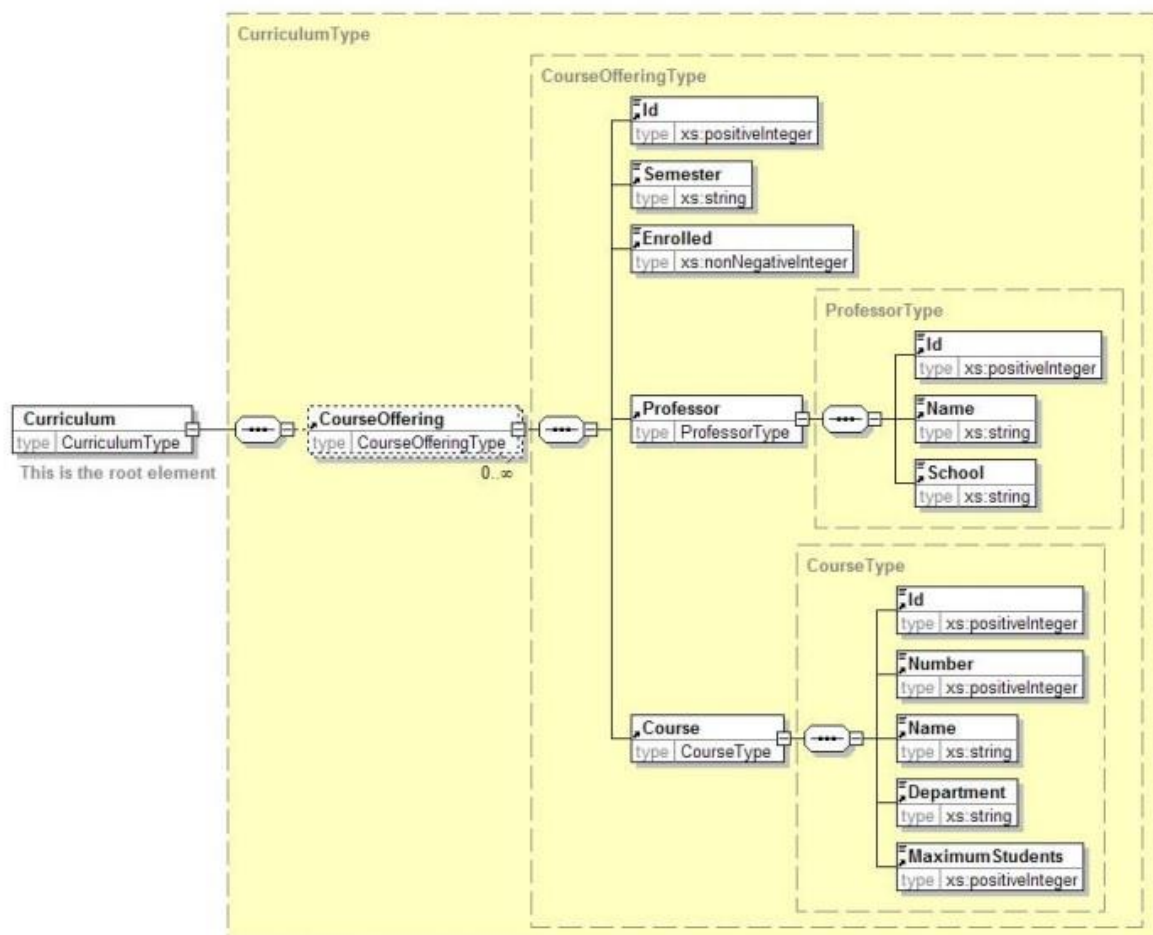 CurriculumType
CourseOfferingType
Id
type xs:positiveInteger
Semester
type xs:string
Enrolled
type xs:nonNegativeInteger
ProfessorType
Id
type xs:positiveInteger
Curriculum
type CurriculumType
This is the root element
CourseOffering
type CourseOfferingType
0..∞
Professor
type ProfessorType
Name
type xs:string
School
type xs:string
CourseType
Id
type xs:positiveInteger
Number
type xs:positiveInteger
Course
type CourseType
Name
type xs:string
Department
type xs:string
MaximumStudents
type xs:positiveInteger